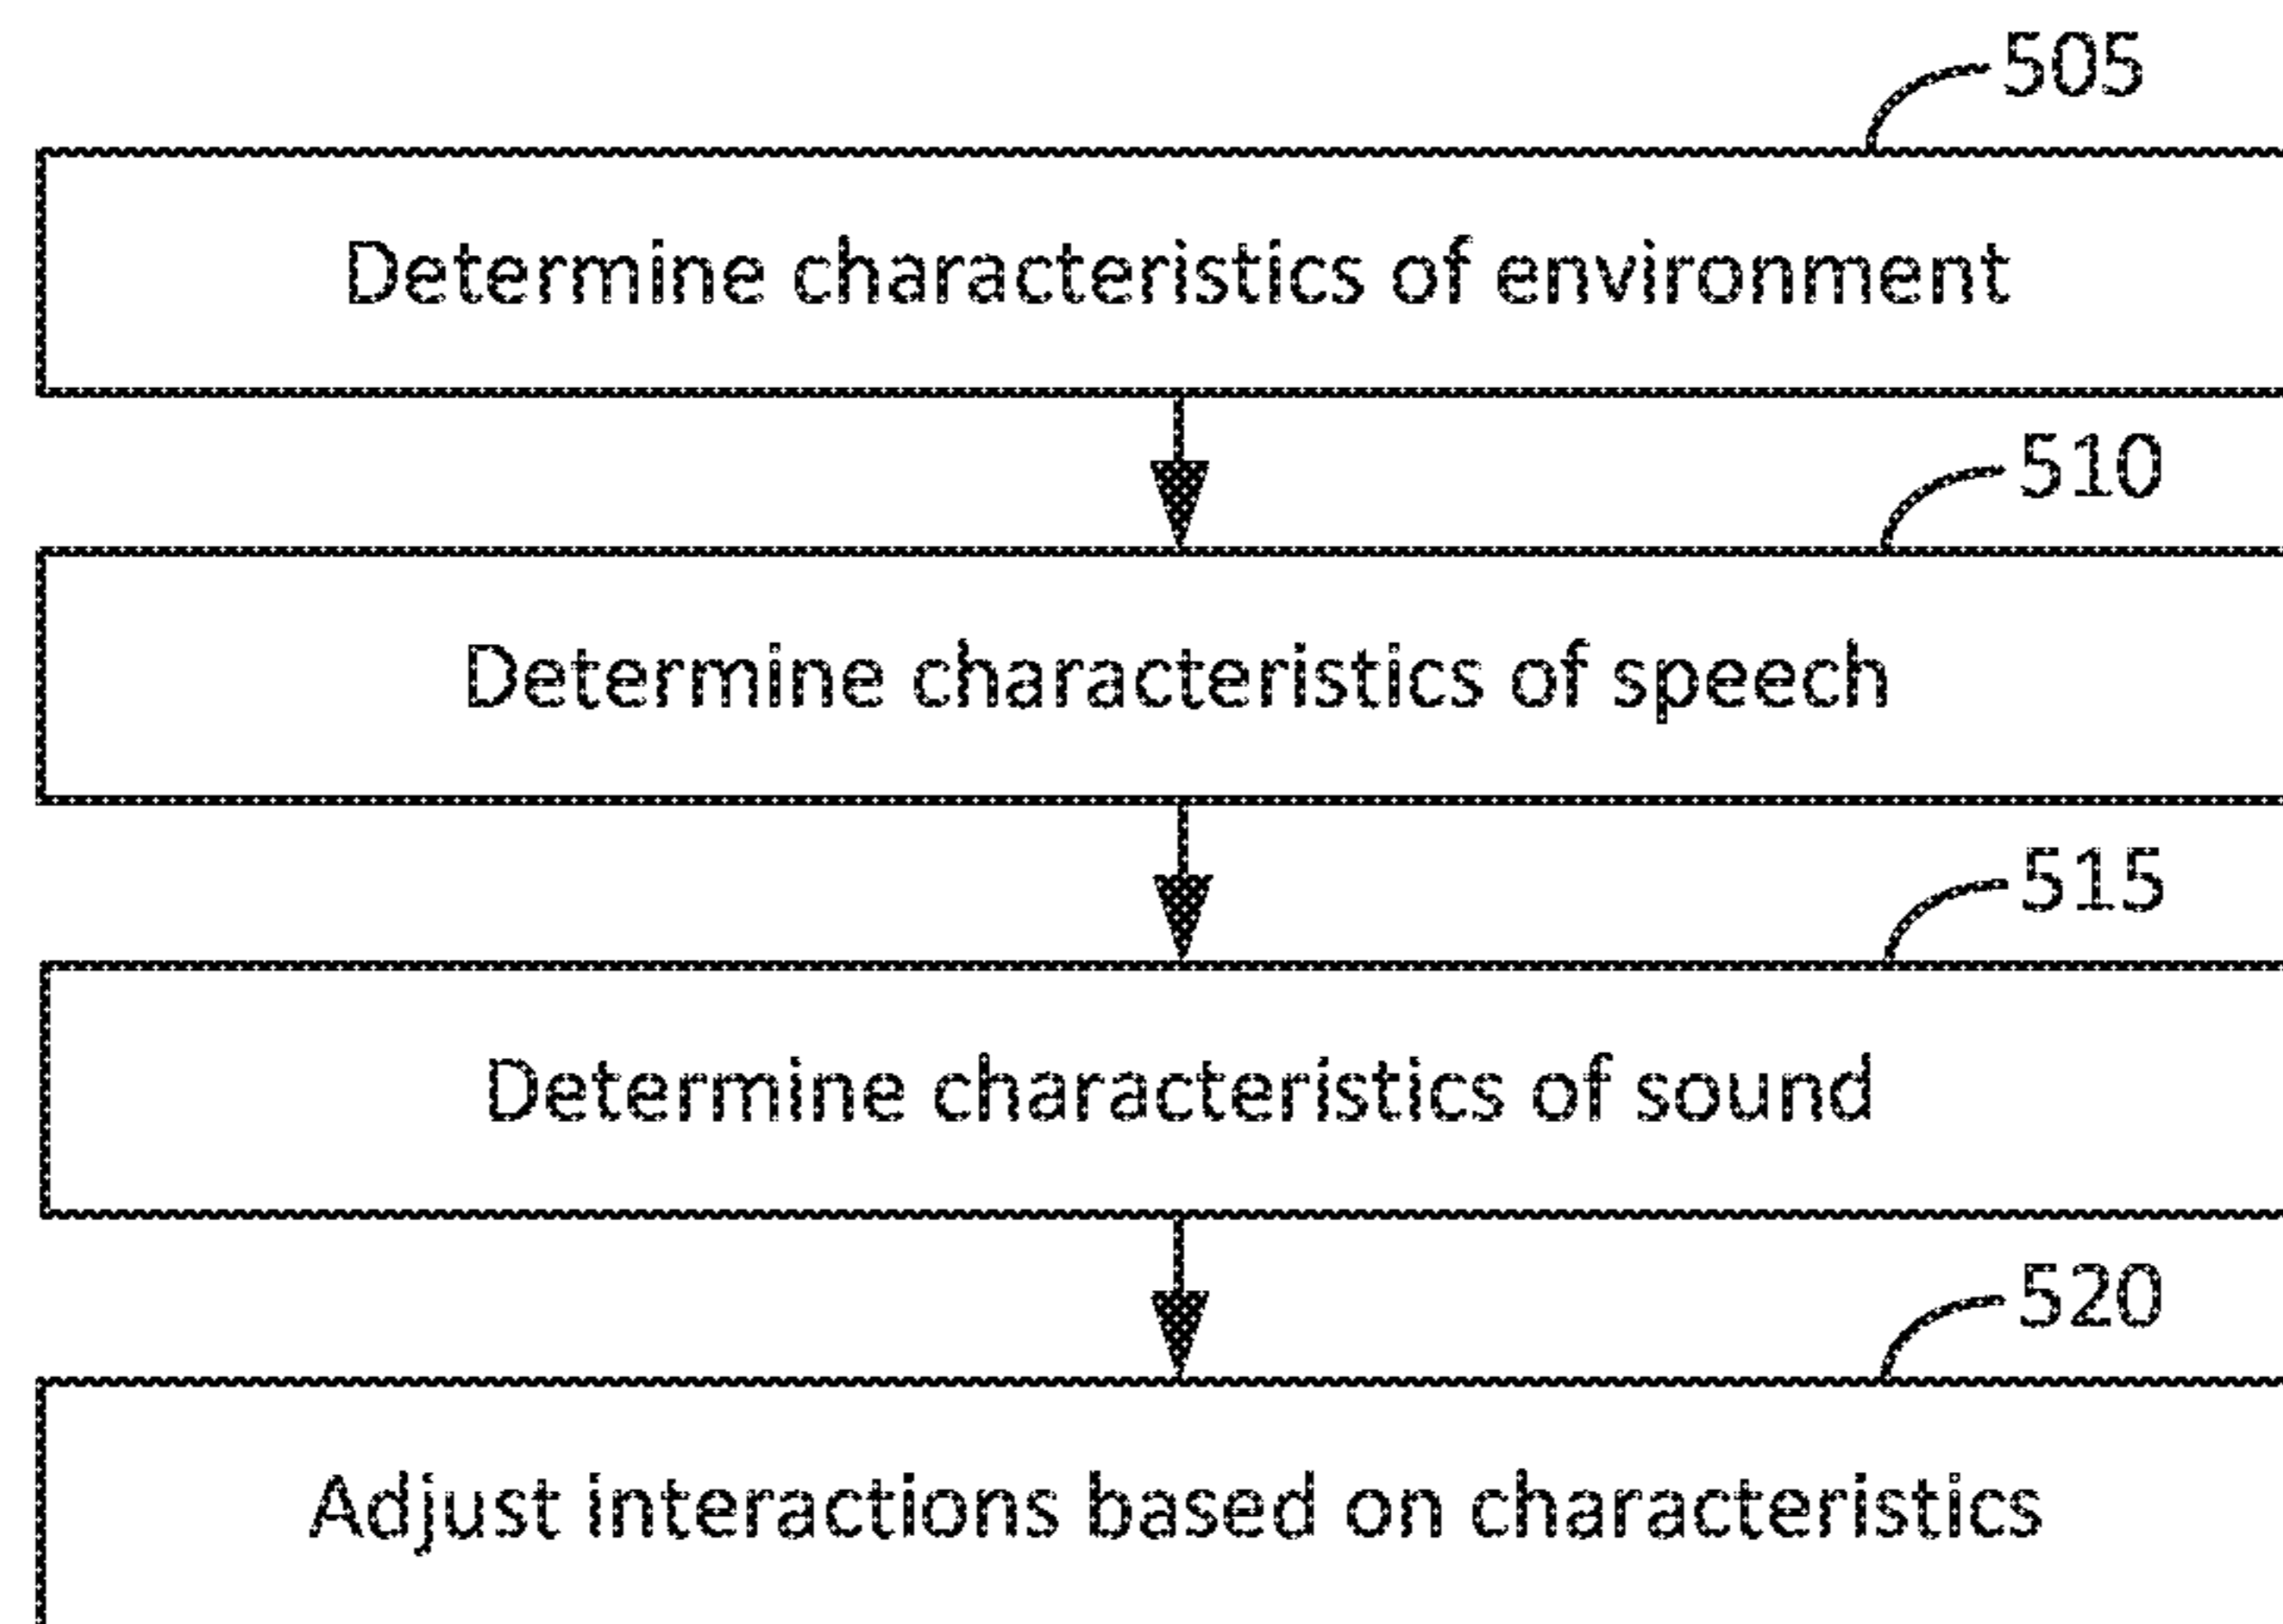 505
Determine characteristics of environment
510
Determine characteristics of speech
515
Determine characteristics of sound
520
Adjust interactions based on characteristics